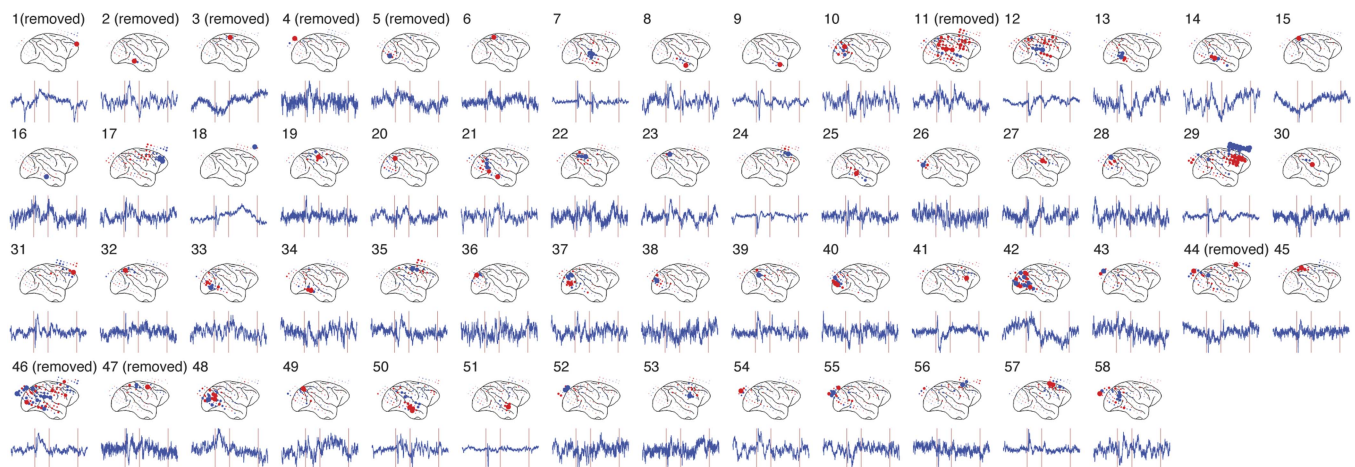 1(removed) 2 (removed) 3 (removed) 4 (removed) 5 (removed) 6 7 8 9 10 11 (removed) 12 13 14 15
16 17 18 19 20 21 22 23 24 25 26 27 28 29 30
31 32 33 34 35 36 37 38 39 40 41 42 43 44 (removed) 45
46 (removed) 47 (removed) 48 49 50 51 52 53 54 55 56 57 58